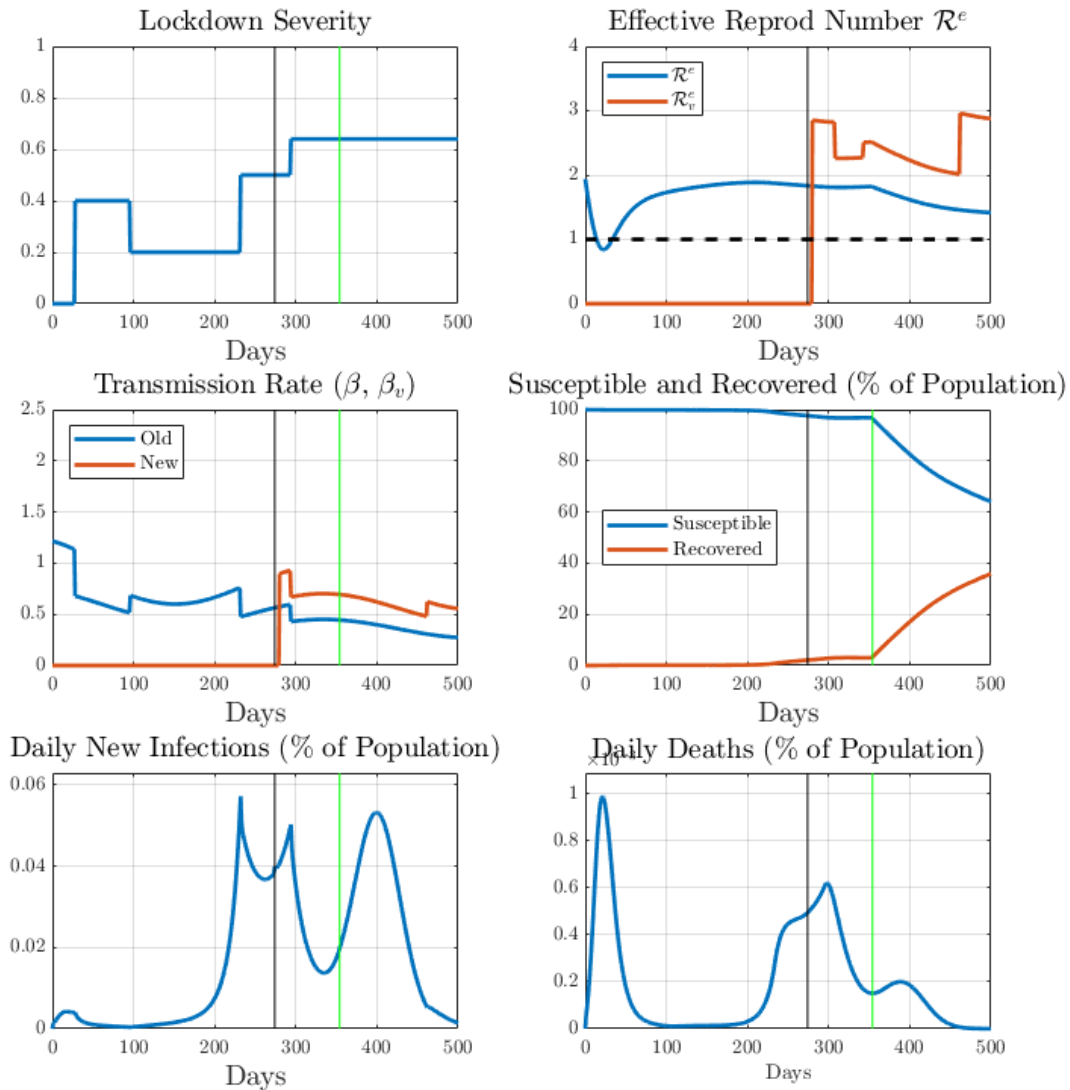 Lockdown Severity
1
0.8
0.6
0.4
0.2
0
0 100 200 300 400 500
Days
Effective Reprod Number ℛᵉ
4
3
2
1
0
ℛᵉ
ℛᵉᵥ
0 100 200 300 400 500
Days
Transmission Rate (β, βᵥ)
2.5
2
1.5
1
0.5
0
Old
New
0 100 200 300 400 500
Days
Susceptible and Recovered (% of Population)
100
80
60
40
20
0
Susceptible
Recovered
0 100 200 300 400 500
Days
Daily New Infections (% of Population)
0.06
0.04
0.02
0
0 100 200 300 400 500
Days
Daily Deaths (% of Population)
1
0.8
0.6
0.4
0.2
0
0 100 200 300 400 500
Days